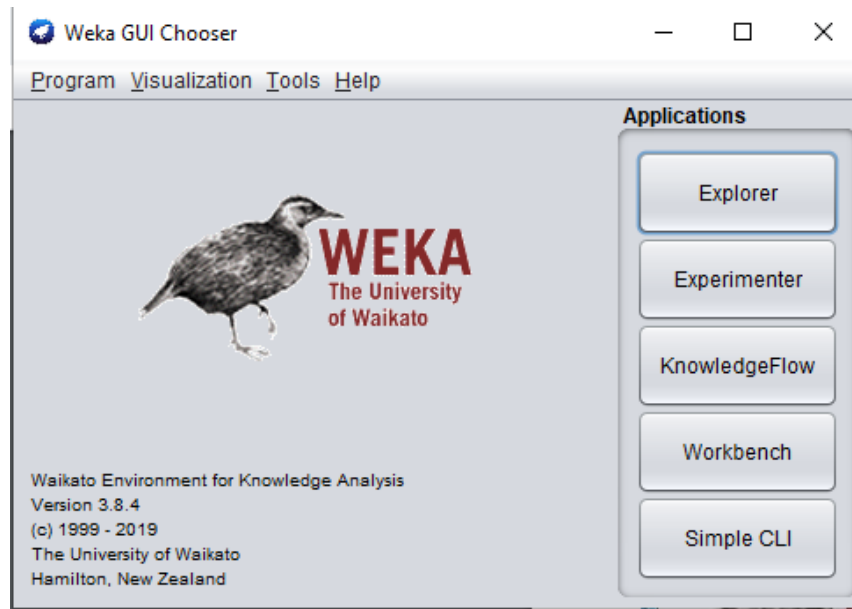 Weka GUI Chooser
Program Visualization Tools Help
Applications
Explorer
Experimenter
KnowledgeFlow
Workbench
Simple CLI
WEKA
The University
of Waikato
Waikato Environment for Knowledge Analysis
Version 3.8.4
(c) 1999 - 2019
The University of Waikato
Hamilton, New Zealand